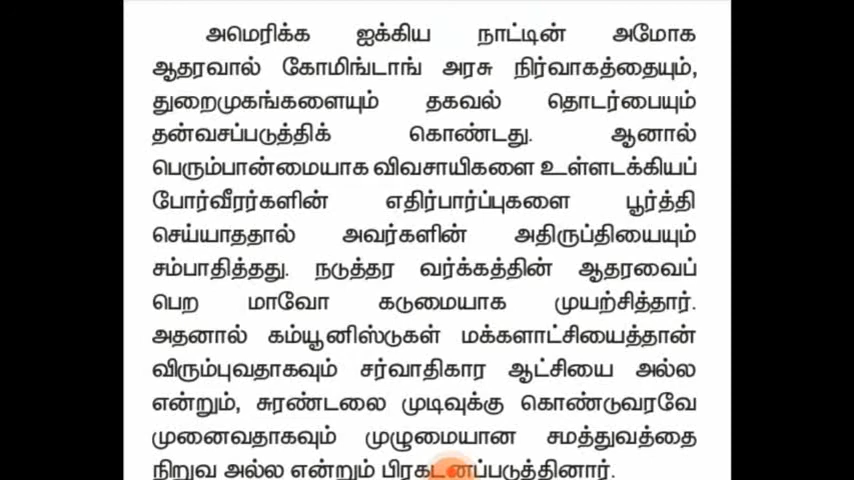 அமெரிக்க ஐக்கிய நாட்டின் அமோக
ஆதரவால் கோமிங்டாங் அரசு நிர்வாகத்தையும்,
துறைமுகங்களையும் தகவல் தொடர்பையும்
தன்வசப்படுத்திக் கொண்டது. ஆனால்
பெரும்பான்மையாக விவசாயிகளை உள்ளடக்கியப்
போர்வீரர்களின் எதிர்பார்ப்புகளை பூர்த்தி
செய்யாததால் அவர்களின் அதிருப்தியையும்
சம்பாதித்தது. நடுத்தர வர்க்கத்தின் ஆதரவைப்
பெற மாவோ கடுமையாக முயற்சித்தார்.
அதனால் கம்யூனிஸ்டுகள் மக்களாட்சியைத்தான்
விரும்புவதாகவும் சர்வாதிகார ஆட்சியை அல்ல
என்றும், சுரண்டலை முடிவுக்கு கொண்டுவரவே
முனைவதாகவும் முழுமையான சமத்துவத்தை
நிறுவ அல்ல என்றும் பிரகடனப்படுத்தினார்.